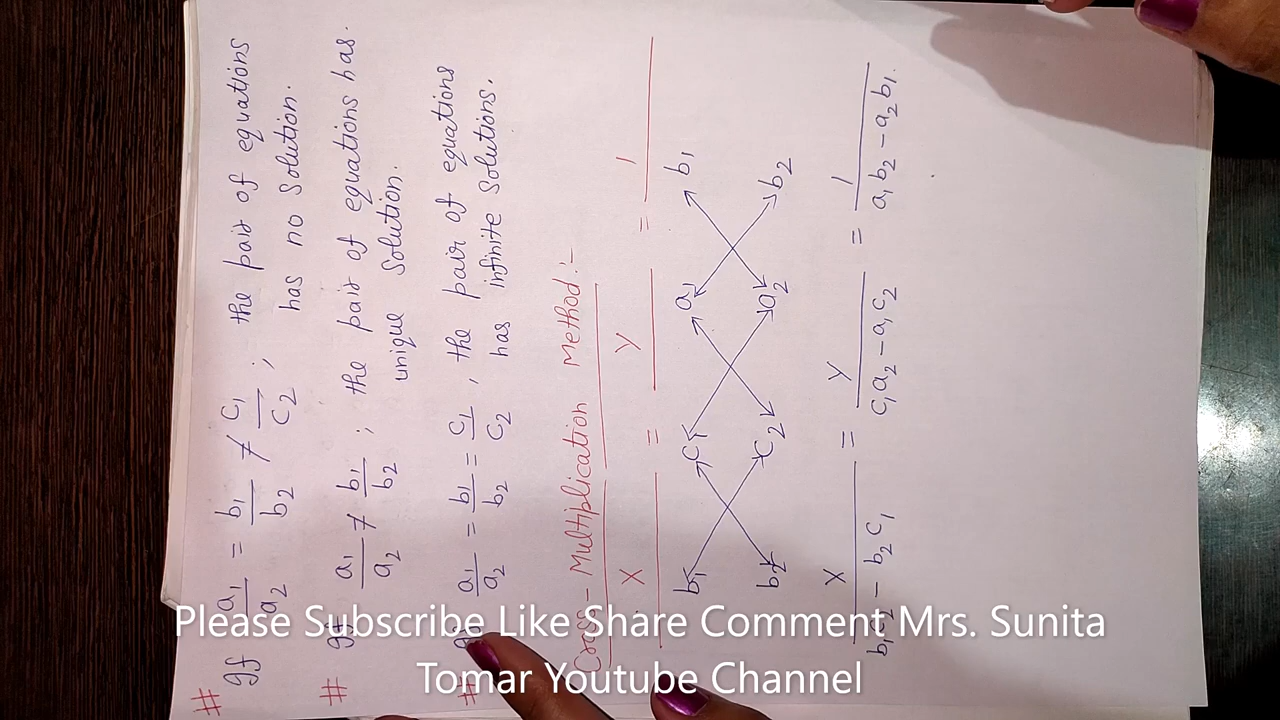 # If a₁/a₂ = b₁/b₂ ≠ c₁/c₂ ; the pair of equations
has no solution.
# If a₁/a₂ ≠ b₁/b₂ ; the pair of equations has.
unique solution.
# If a₁/a₂ = b₁/b₂ = c₁/c₂ , the pair of equations
has infinite solutions.
Cross-Multiplication Method:-
x = y = 1
b₁ c₁ a₁ b₁
b₂ c₂ a₂ b₂
x/(b₁c₂ - b₂c₁) = y/(c₁a₂ - a₁c₂) = 1/(a₁b₂ - a₂b₁)
Please Subscribe Like Share Comment Mrs. Sunita
Tomar Youtube Channel